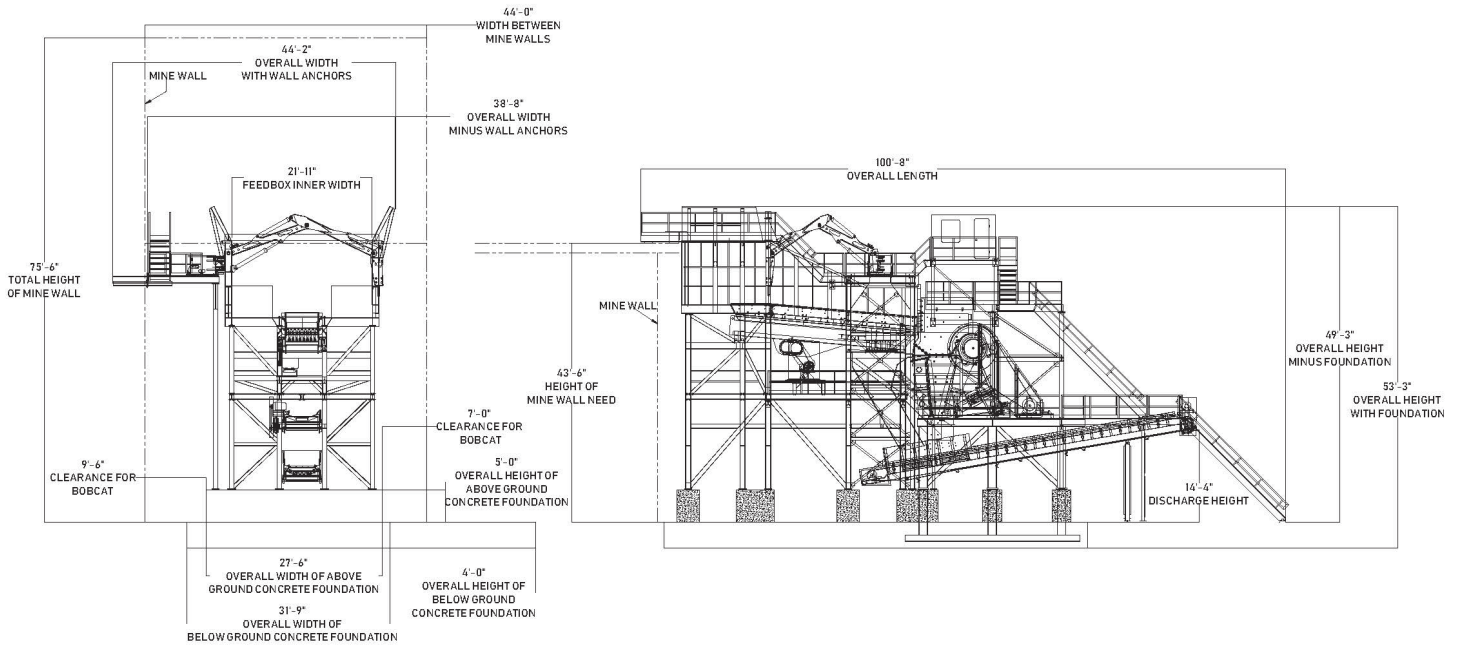 44'-0"
WIDTH BETWEEN
MINE WALLS
44'-2"
OVERALL WIDTH
WITH WALL ANCHORS
MINE WALL
38'-8"
OVERALL WIDTH
MINUS WALL ANCHORS
21'-11"
FEEDBOX INNER WIDTH
75'-6"
TOTAL HEIGHT
OF MINE WALL
9'-6"
CLEARANCE FOR
BOBCAT
7'-0"
CLEARANCE FOR
BOBCAT
5'-0"
OVERALL HEIGHT OF
ABOVE GROUND
CONCRETE FOUNDATION
27'-6"
OVERALL WIDTH OF ABOVE
GROUND CONCRETE FOUNDATION
31'-9"
OVERALL WIDTH OF
BELOW GROUND CONCRETE FOUNDATION
4'-0"
OVERALL HEIGHT OF
BELOW GROUND
CONCRETE FOUNDATION
100'-8"
OVERALL LENGTH
MINE WALL
43'-6"
HEIGHT OF
MINE WALL NEED
49'-3"
OVERALL HEIGHT
MINUS FOUNDATION
53'-3"
OVERALL HEIGHT
WITH FOUNDATION
14'-4"
DISCHARGE HEIGHT